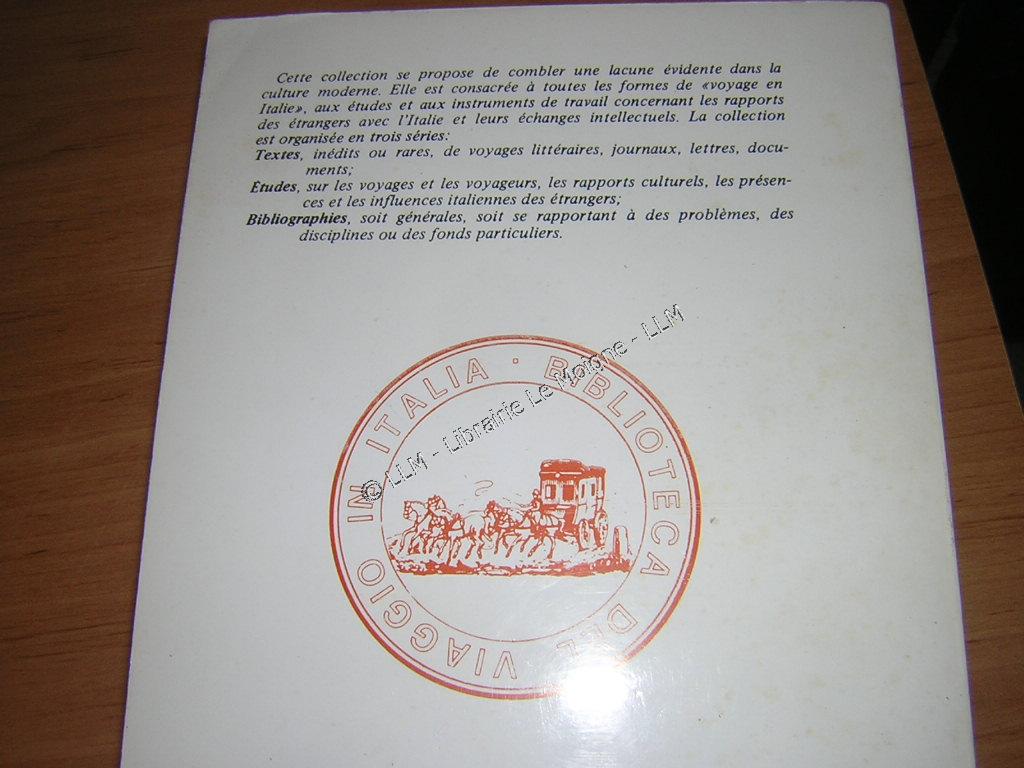 Cette collection se propose de combler une lacune évidente dans la
culture moderne. Elle est consacrée à toutes les formes de «voyage en
Italie», aux études et aux instruments de travail concernant les rapports
des étrangers avec l'Italie et leurs échanges intellectuels. La collection
est organisée en trois séries:
Textes, inédits ou rares, de voyages littéraires, journaux, lettres, docu-
ments;
Études, sur les voyages et les voyageurs, les rapports culturels, les présen-
ces et les influences italiennes des étrangers;
Bibliographies, soit générales, soit se rapportant à des problèmes, des
disciplines ou des fonds particuliers.
BIBLIOTECA DEL VIAGGIO IN ITALIA ·
© LLM - Librairie Le Moigne - LLM